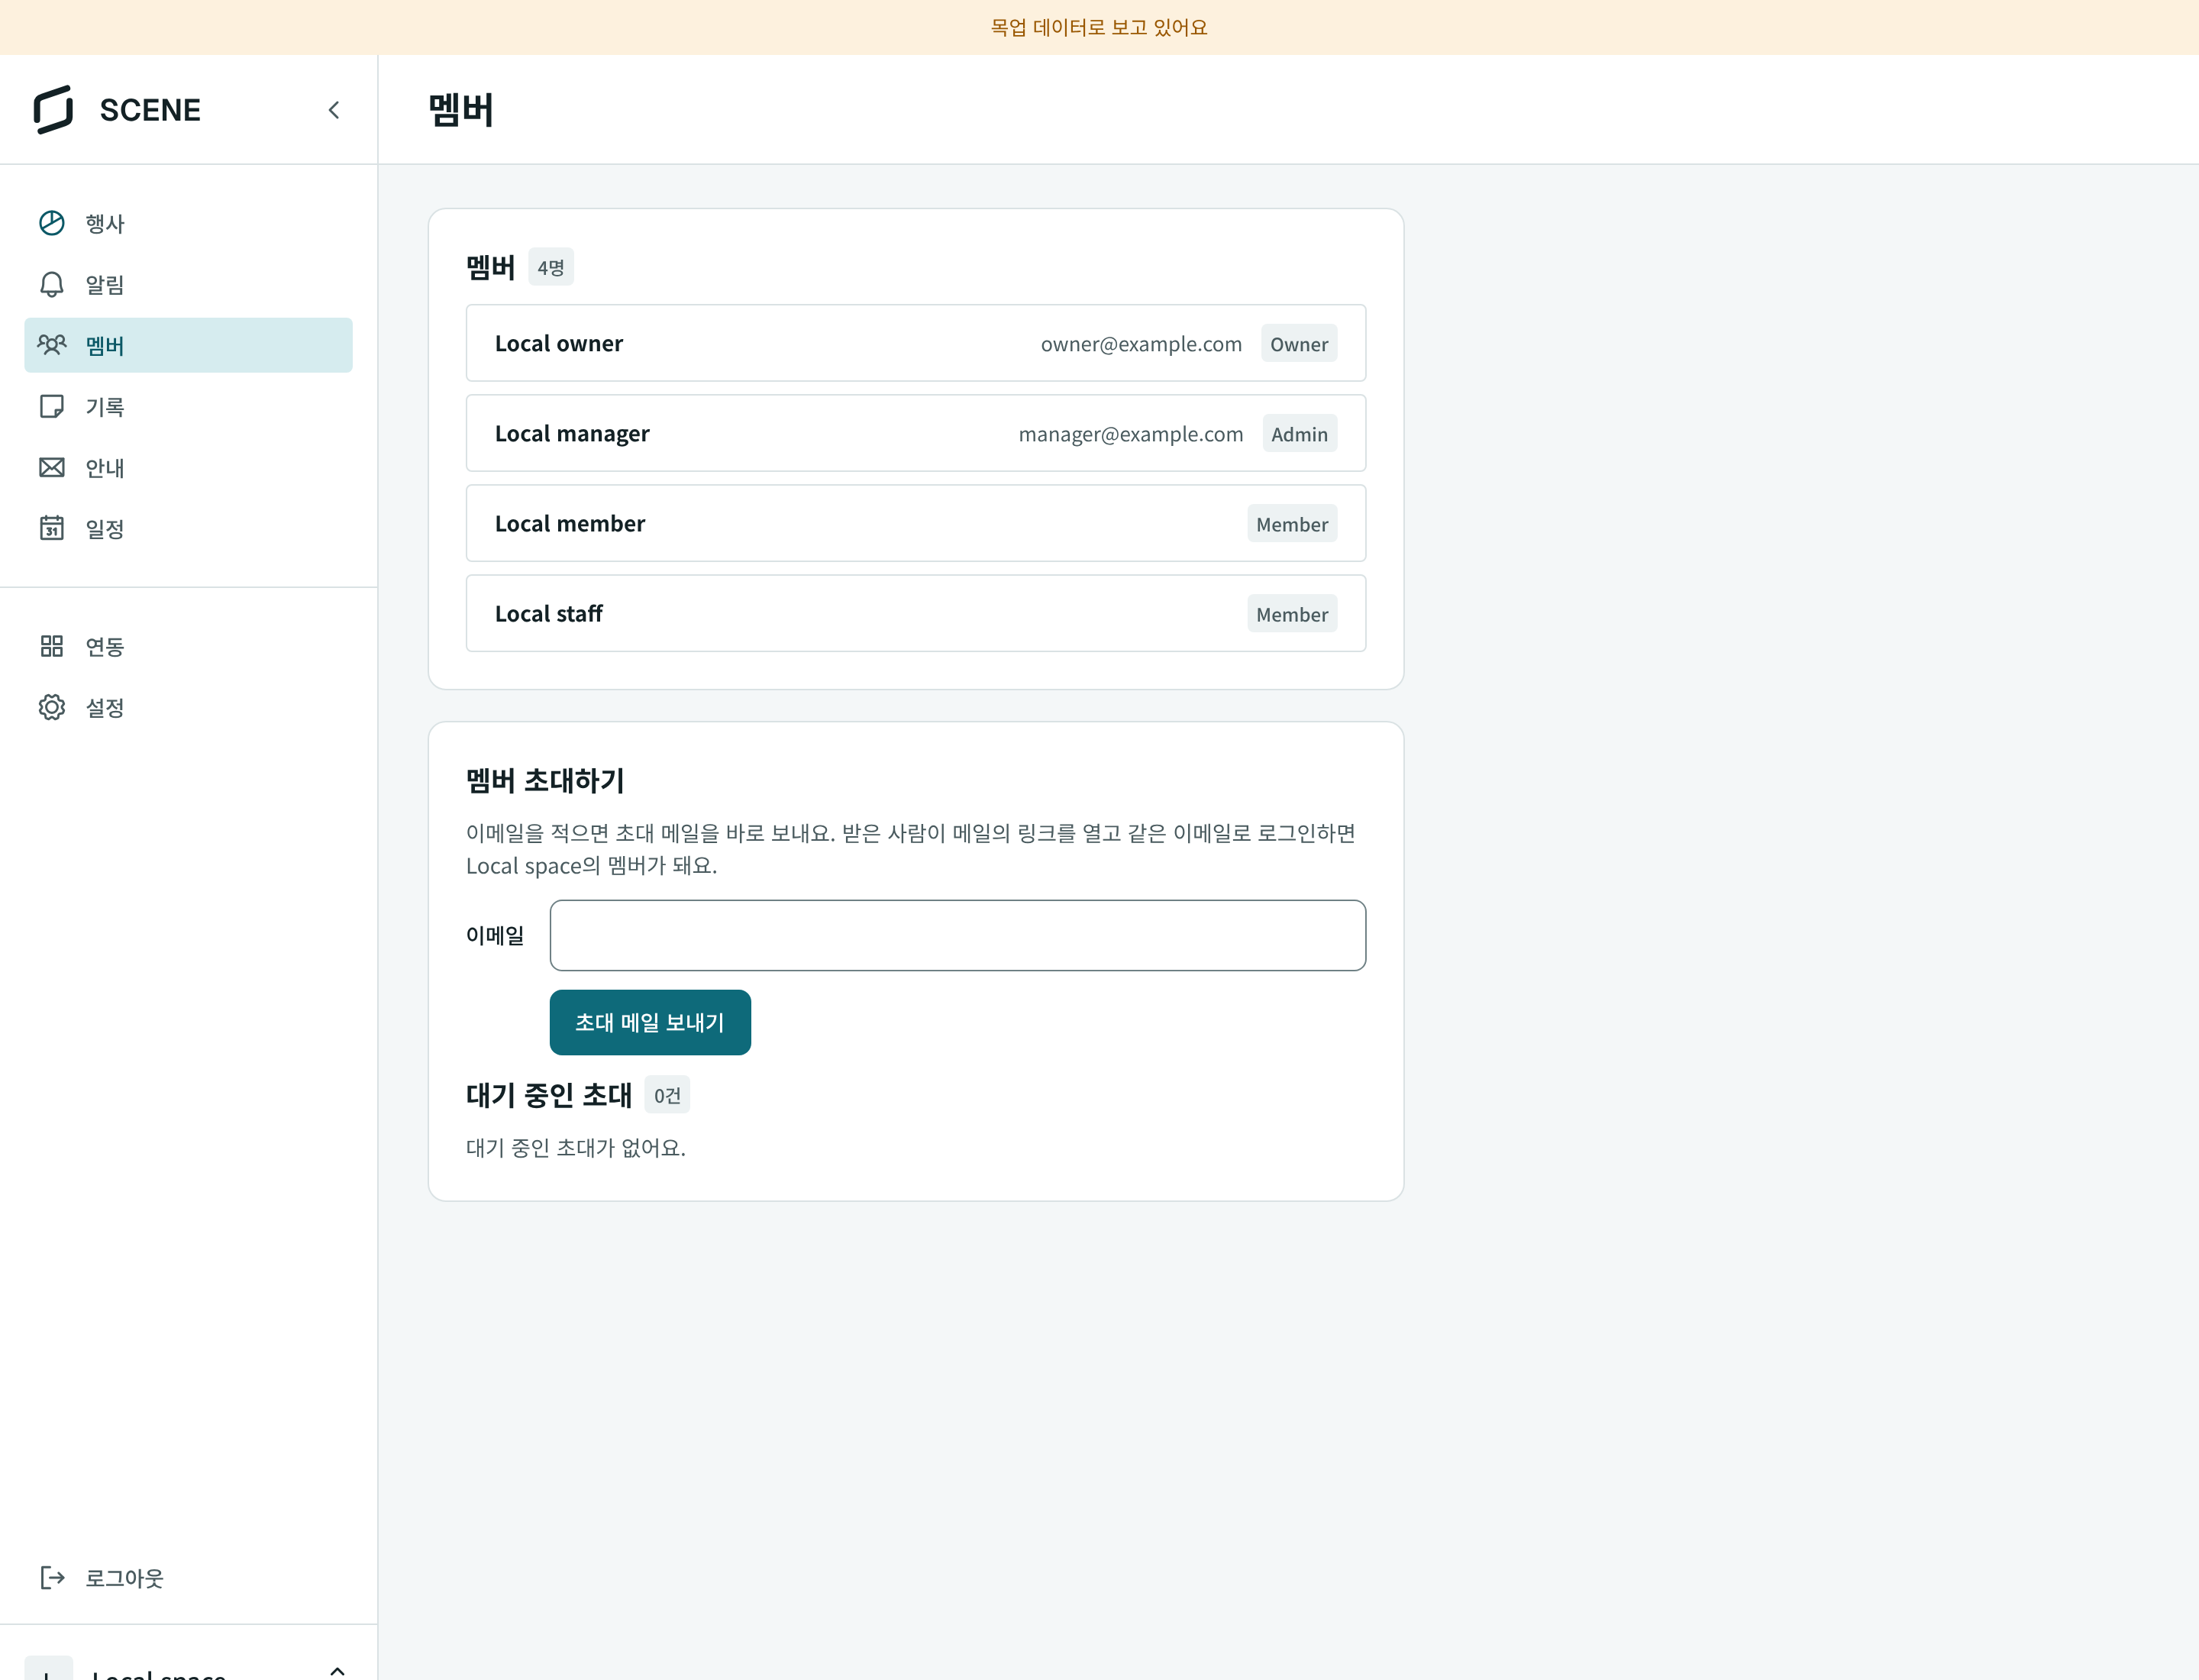 목업 데이터로 보고 있어요
SCENE
멤버
행사
알림
멤버
기록
안내
31
일정
연동
설정
로그아웃
L
Local space
멤버 4명
Local owner owner@example.com Owner
Local manager manager@example.com Admin
Local member Member
Local staff Member
멤버 초대하기
이메일을 적으면 초대 메일을 바로 보내요. 받은 사람이 메일의 링크를 열고 같은 이메일로 로그인하면
Local space의 멤버가 돼요.
이메일
초대 메일 보내기
대기 중인 초대 0건
대기 중인 초대가 없어요.